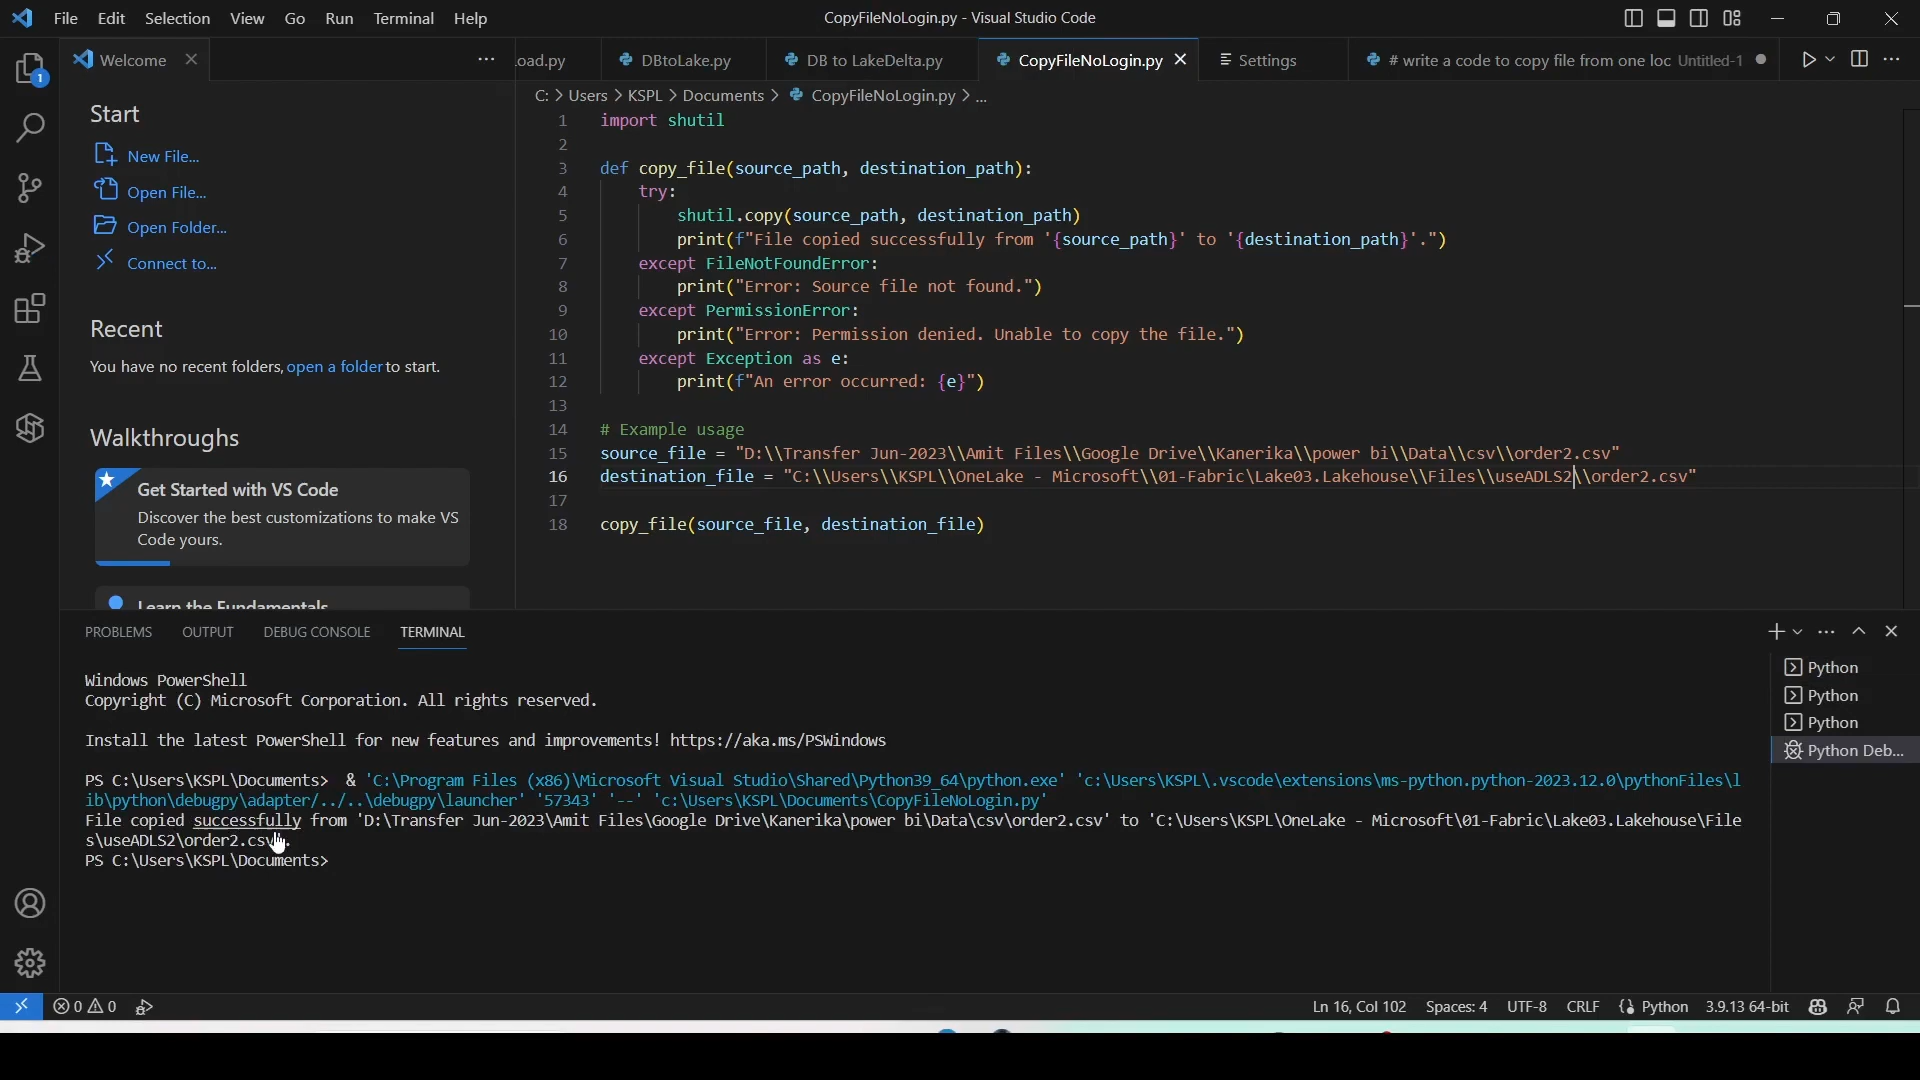 File Edit Selection View Go Run Terminal Help
CopyFileNoLogin.py - Visual Studio Code
Welcome
oad.py
DBtoLake.py
DB to LakeDelta.py
CopyFileNoLogin.py
Settings
# write a code to copy file from one loc Untitled-1
1
Start
New File...
Open File...
Open Folder...
Connect to...
Recent
You have no recent folders, open a folder to start.
Walkthroughs
Get Started with VS Code
Discover the best customizations to make VS
Code yours.
Learn the Fundamentals
C: > Users > KSPL > Documents > CopyFileNoLogin.py > ...
1 import shutil
2
3 def copy_file(source_path, destination_path):
4 try:
5 shutil.copy(source_path, destination_path)
6 print(f"File copied successfully from '{source_path}' to '{destination_path}'.")
7 except FileNotFoundError:
8 print("Error: Source file not found.")
9 except PermissionError:
10 print("Error: Permission denied. Unable to copy the file.")
11 except Exception as e:
12 print(f"An error occurred: {e}")
13
14 # Example usage
15 source_file = "D:\\Transfer Jun-2023\\Amit Files\\Google Drive\\Kanerika\\power bi\\Data\\csv\\order2.csv"
16 destination_file = "C:\\Users\\KSPL\\OneLake - Microsoft\\01-Fabric\Lake03.Lakehouse\\Files\\useADLS2\\order2.csv"
17
18 copy_file(source_file, destination_file)
PROBLEMS OUTPUT DEBUG CONSOLE TERMINAL
Windows PowerShell
Copyright (C) Microsoft Corporation. All rights reserved.
Install the latest PowerShell for new features and improvements! https://aka.ms/PSWindows
PS C:\Users\KSPL\Documents> & 'C:\Program Files (x86)\Microsoft Visual Studio\Shared\Python39_64\python.exe' 'c:\Users\KSPL\.vscode\extensions\ms-python.python-2023.12.0\pythonFiles\l
ib\python\debugpy\adapter/../..\debugpy\launcher' '57343' '--' 'c:\Users\KSPL\Documents\CopyFileNoLogin.py'
File copied successfully from 'D:\Transfer Jun-2023\Amit Files\Google Drive\Kanerika\power bi\Data\csv\order2.csv' to 'C:\Users\KSPL\OneLake - Microsoft\01-Fabric\Lake03.Lakehouse\File
s\useADLS2\order2.csv'.
PS C:\Users\KSPL\Documents>
Python
Python
Python
Python Deb...
0 0
Ln 16, Col 102 Spaces: 4 UTF-8 CRLF Python 3.9.13 64-bit